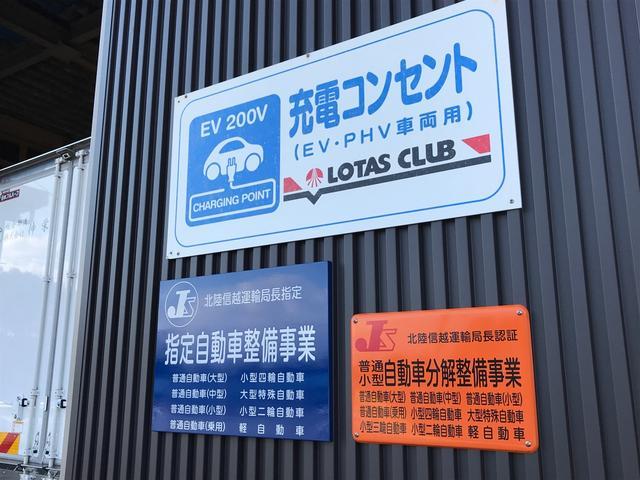 EV 200V
CHARGING POINT
充電コンセント
(EV・PHV車両用)
LOTAS CLUB
北陸信越運輸局長指定
指定自動車整備事業
普通自動車(大型) 小型四輪自動車
普通自動車(中型) 大型特殊自動車
普通自動車(小型) 小型二輪自動車
普通自動車(乗用) 軽自動車
北陸信越運輸局長認証
普通
小型 自動車分解整備事業
普通自動車(大型) 普通自動車(中型) 普通自動車(小型)
普通自動車(乗用) 小型四輪自動車 大型特殊自動車
小型三輪自動車 小型二輪自動車 軽自動車